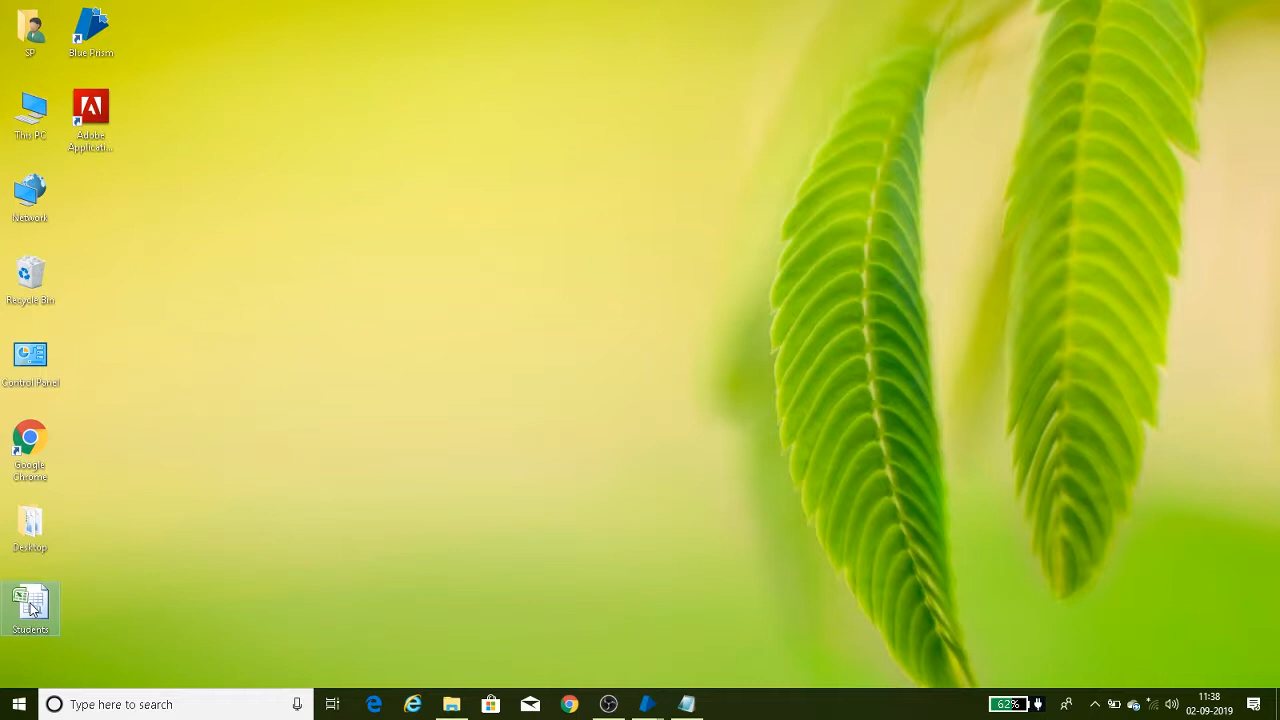 SP
Blue Prism
This PC
Adobe
Applicati...
Network
Recycle Bin
Control Panel
Google
Chrome
Desktop
Students
Type here to search
62%
11:38
02-09-2019